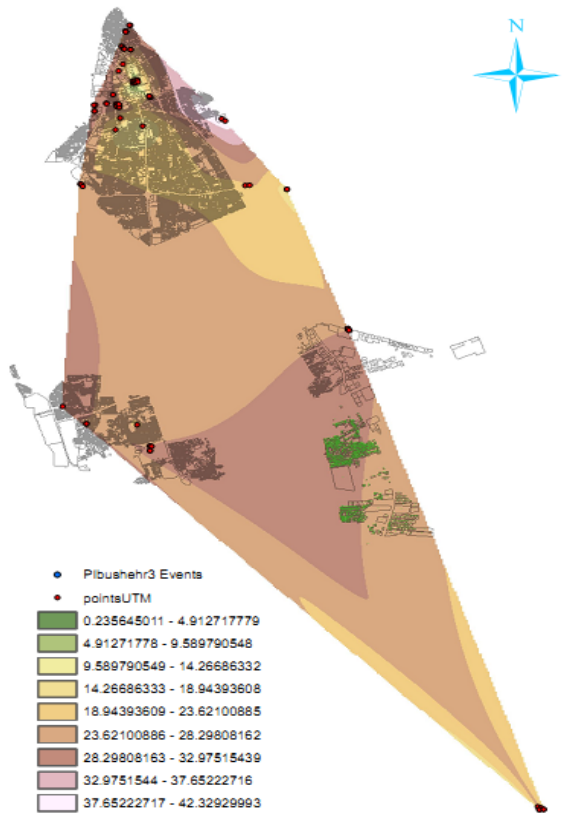 N
PIbushehr3 Events
pointsUTM
0.235645011 - 4.912717779
4.91271778 - 9.589790548
9.589790549 - 14.26686332
14.26686333 - 18.94393608
18.94393609 - 23.62100885
23.62100886 - 28.29808162
28.29808163 - 32.97515439
32.9751544 - 37.65222716
37.65222717 - 42.32929993